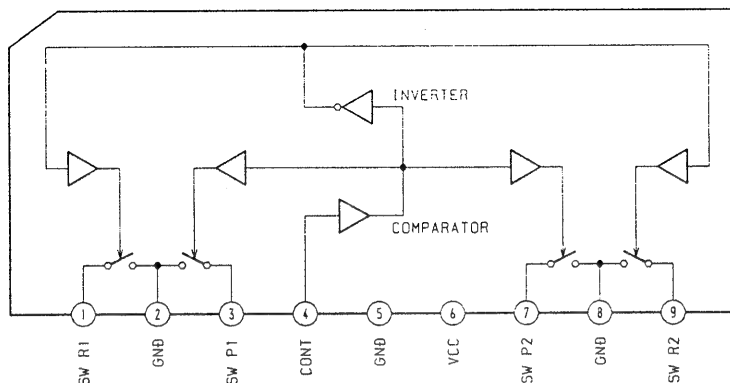 INVERTER
COMPARATOR
1 2 3 4 5 6 7 8 9
SW R1
GND
SW P1
CONT
GND
VCC
SW P2
GND
SW R2